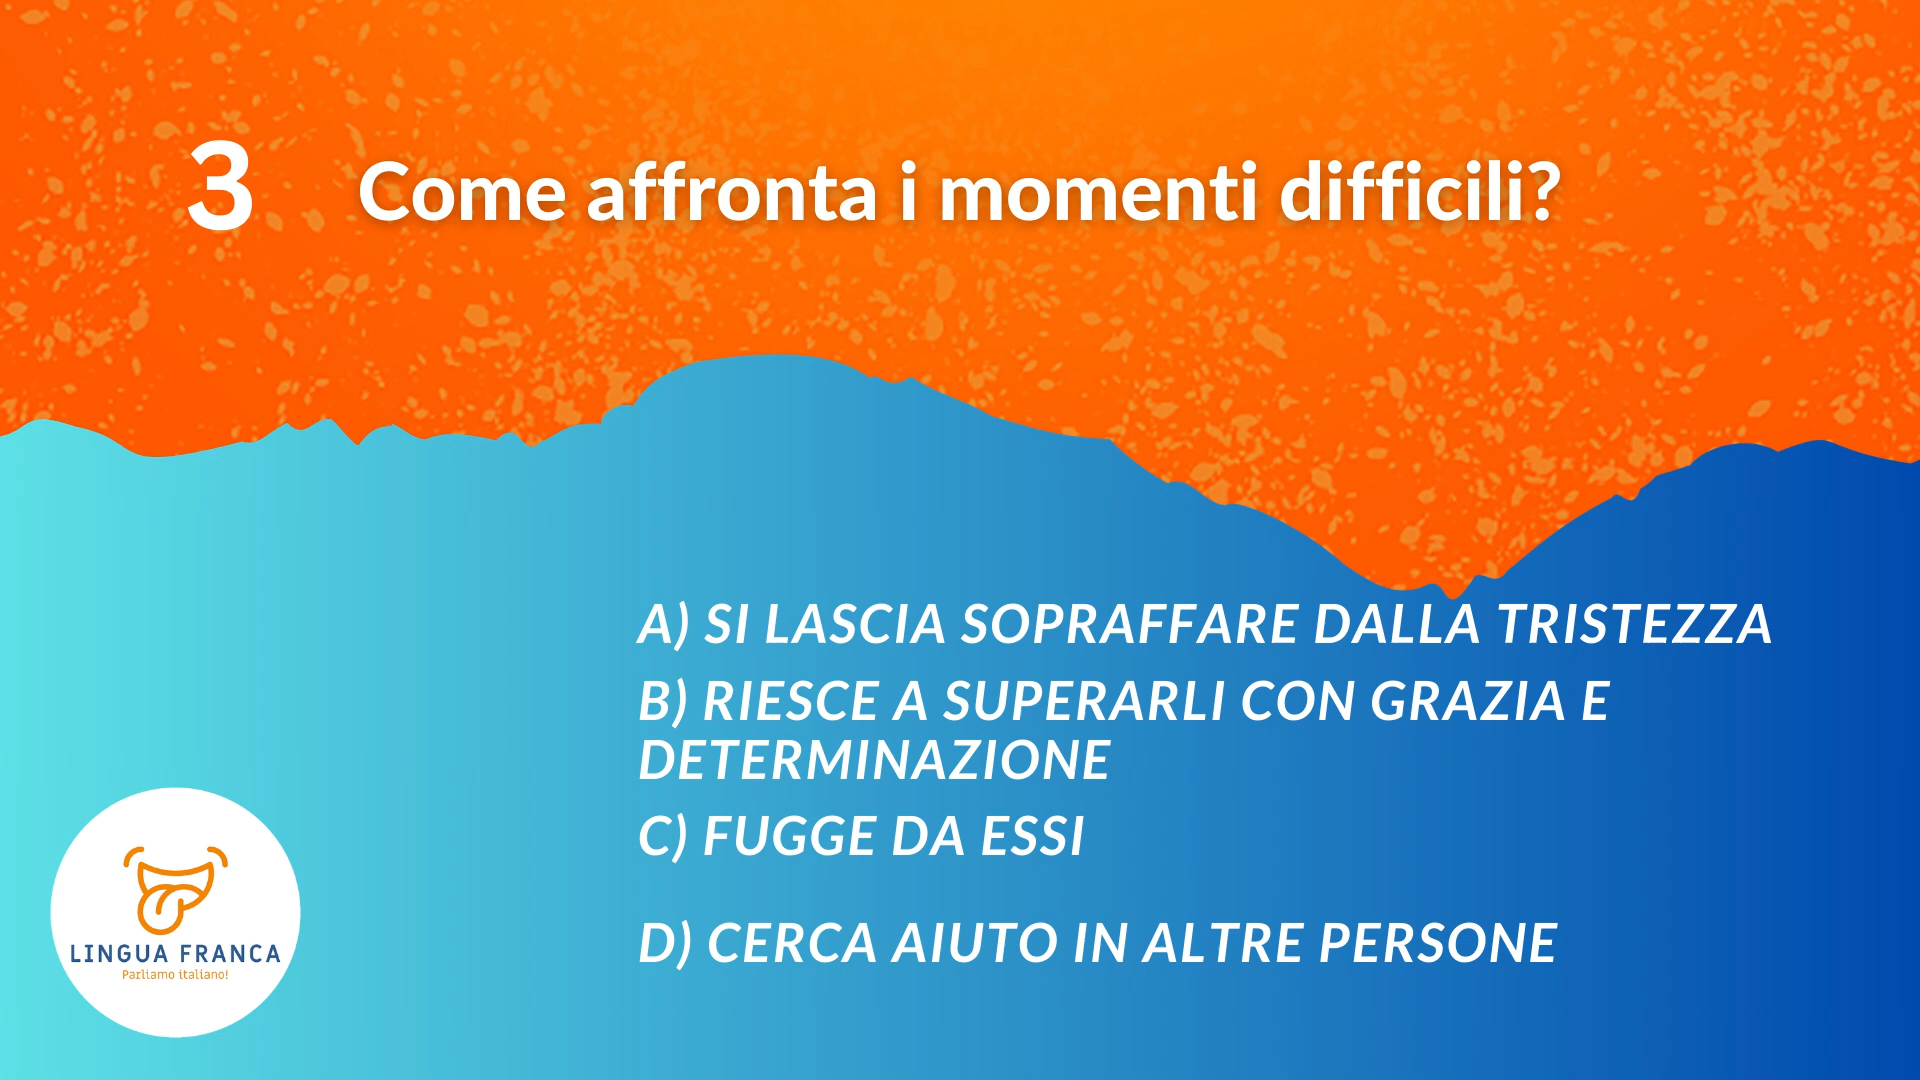 3 Come affronta i momenti difficili?
A) SI LASCIA SOPRAFFARE DALLA TRISTEZZA
B) RIESCE A SUPERARLI CON GRAZIA E
DETERMINAZIONE
C) FUGGE DA ESSI
D) CERCA AIUTO IN ALTRE PERSONE
LINGUA FRANCA
Parliamo italiano!